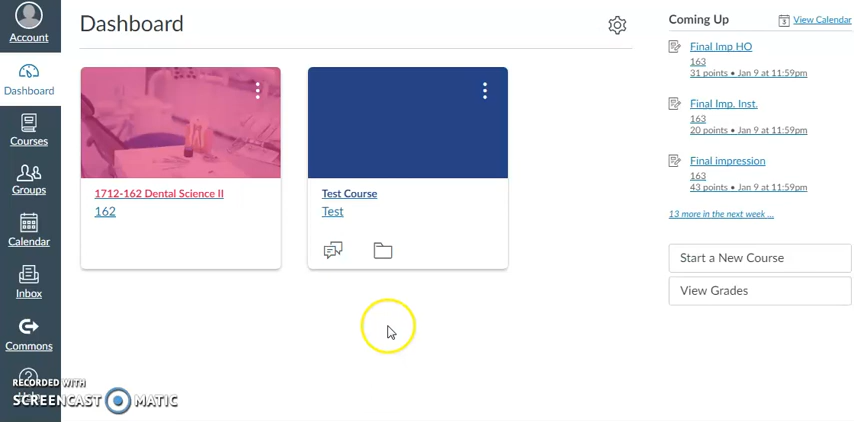 Account
Dashboard
Courses
Groups
Calendar
Inbox
Commons
Help
RECORDED WITH
SCREENCAST MATIC
Dashboard
1712-162 Dental Science II
162
Test Course
Test
Coming Up
View Calendar
Final Imp HO
163
31 points • Jan 9 at 11:59pm
Final Imp. Inst.
163
20 points • Jan 9 at 11:59pm
Final impression
163
43 points • Jan 9 at 11:59pm
13 more in the next week ...
Start a New Course
View Grades